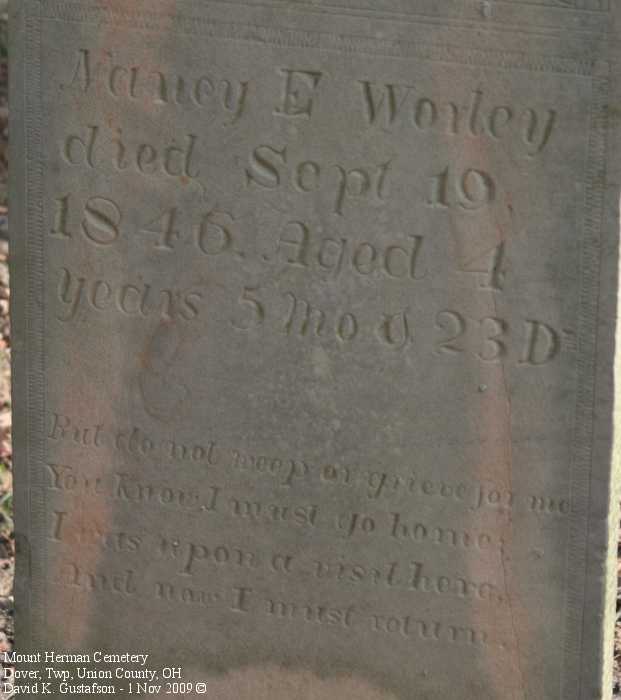 Nancy E Worley
died Sept 19,
1846. Aged 4
years 5 Mo & 23 D
But do not weep or grieve for me
You know I must go home;
I was upon a visit here,
And now I must return.
Mount Herman Cemetery
Dover, Twp, Union County, OH
David K. Gustafson - 1 Nov 2009 ©